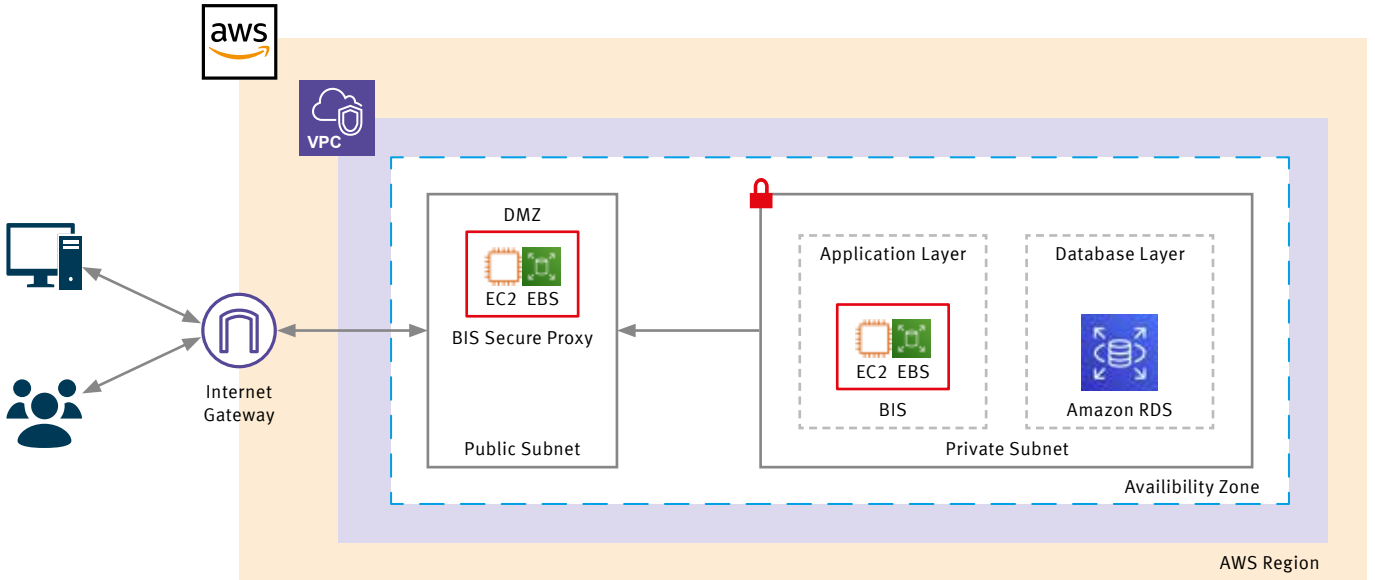 aws
VPC
DMZ
EC2 EBS
BIS Secure Proxy
Public Subnet
Application Layer
EC2 EBS
BIS
Database Layer
Amazon RDS
Private Subnet
Internet
Gateway
Availibility Zone
AWS Region